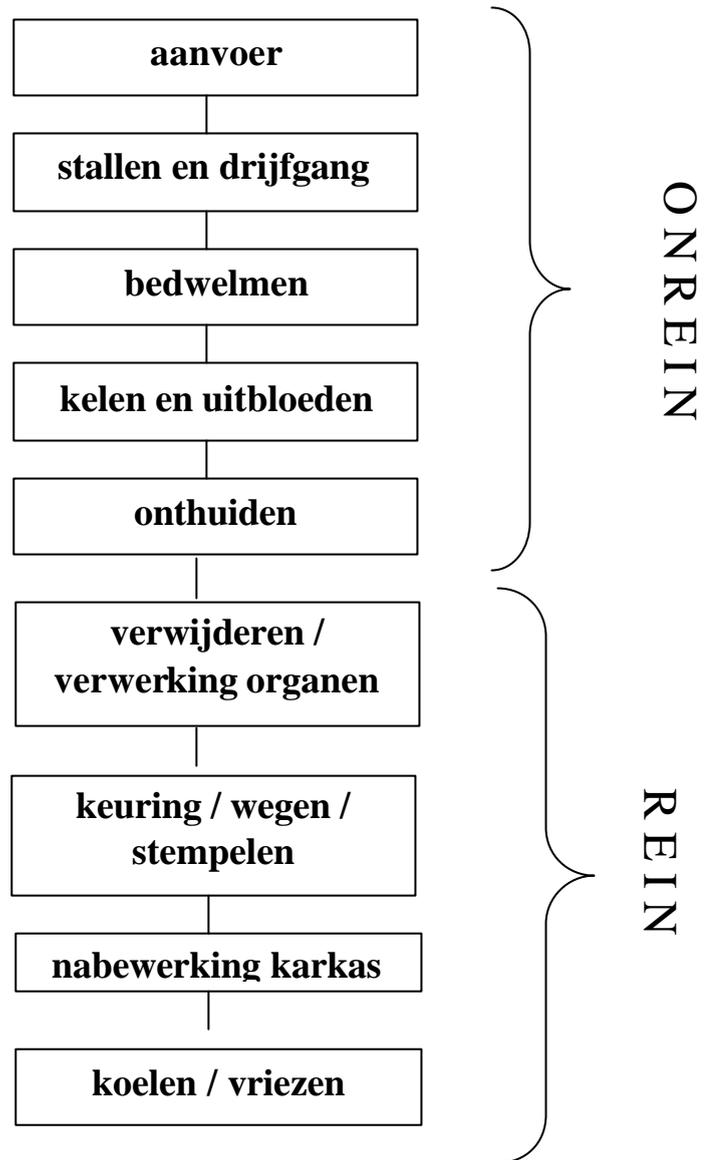 aanvoer
stallen en drijfgang
bedwelmen
kelen en uitbloeden
onthuiden
ONREIN
verwijderen /
verwerking organen
keuring / wegen /
stempelen
nabewerking karkas
koelen / vriezen
REIN